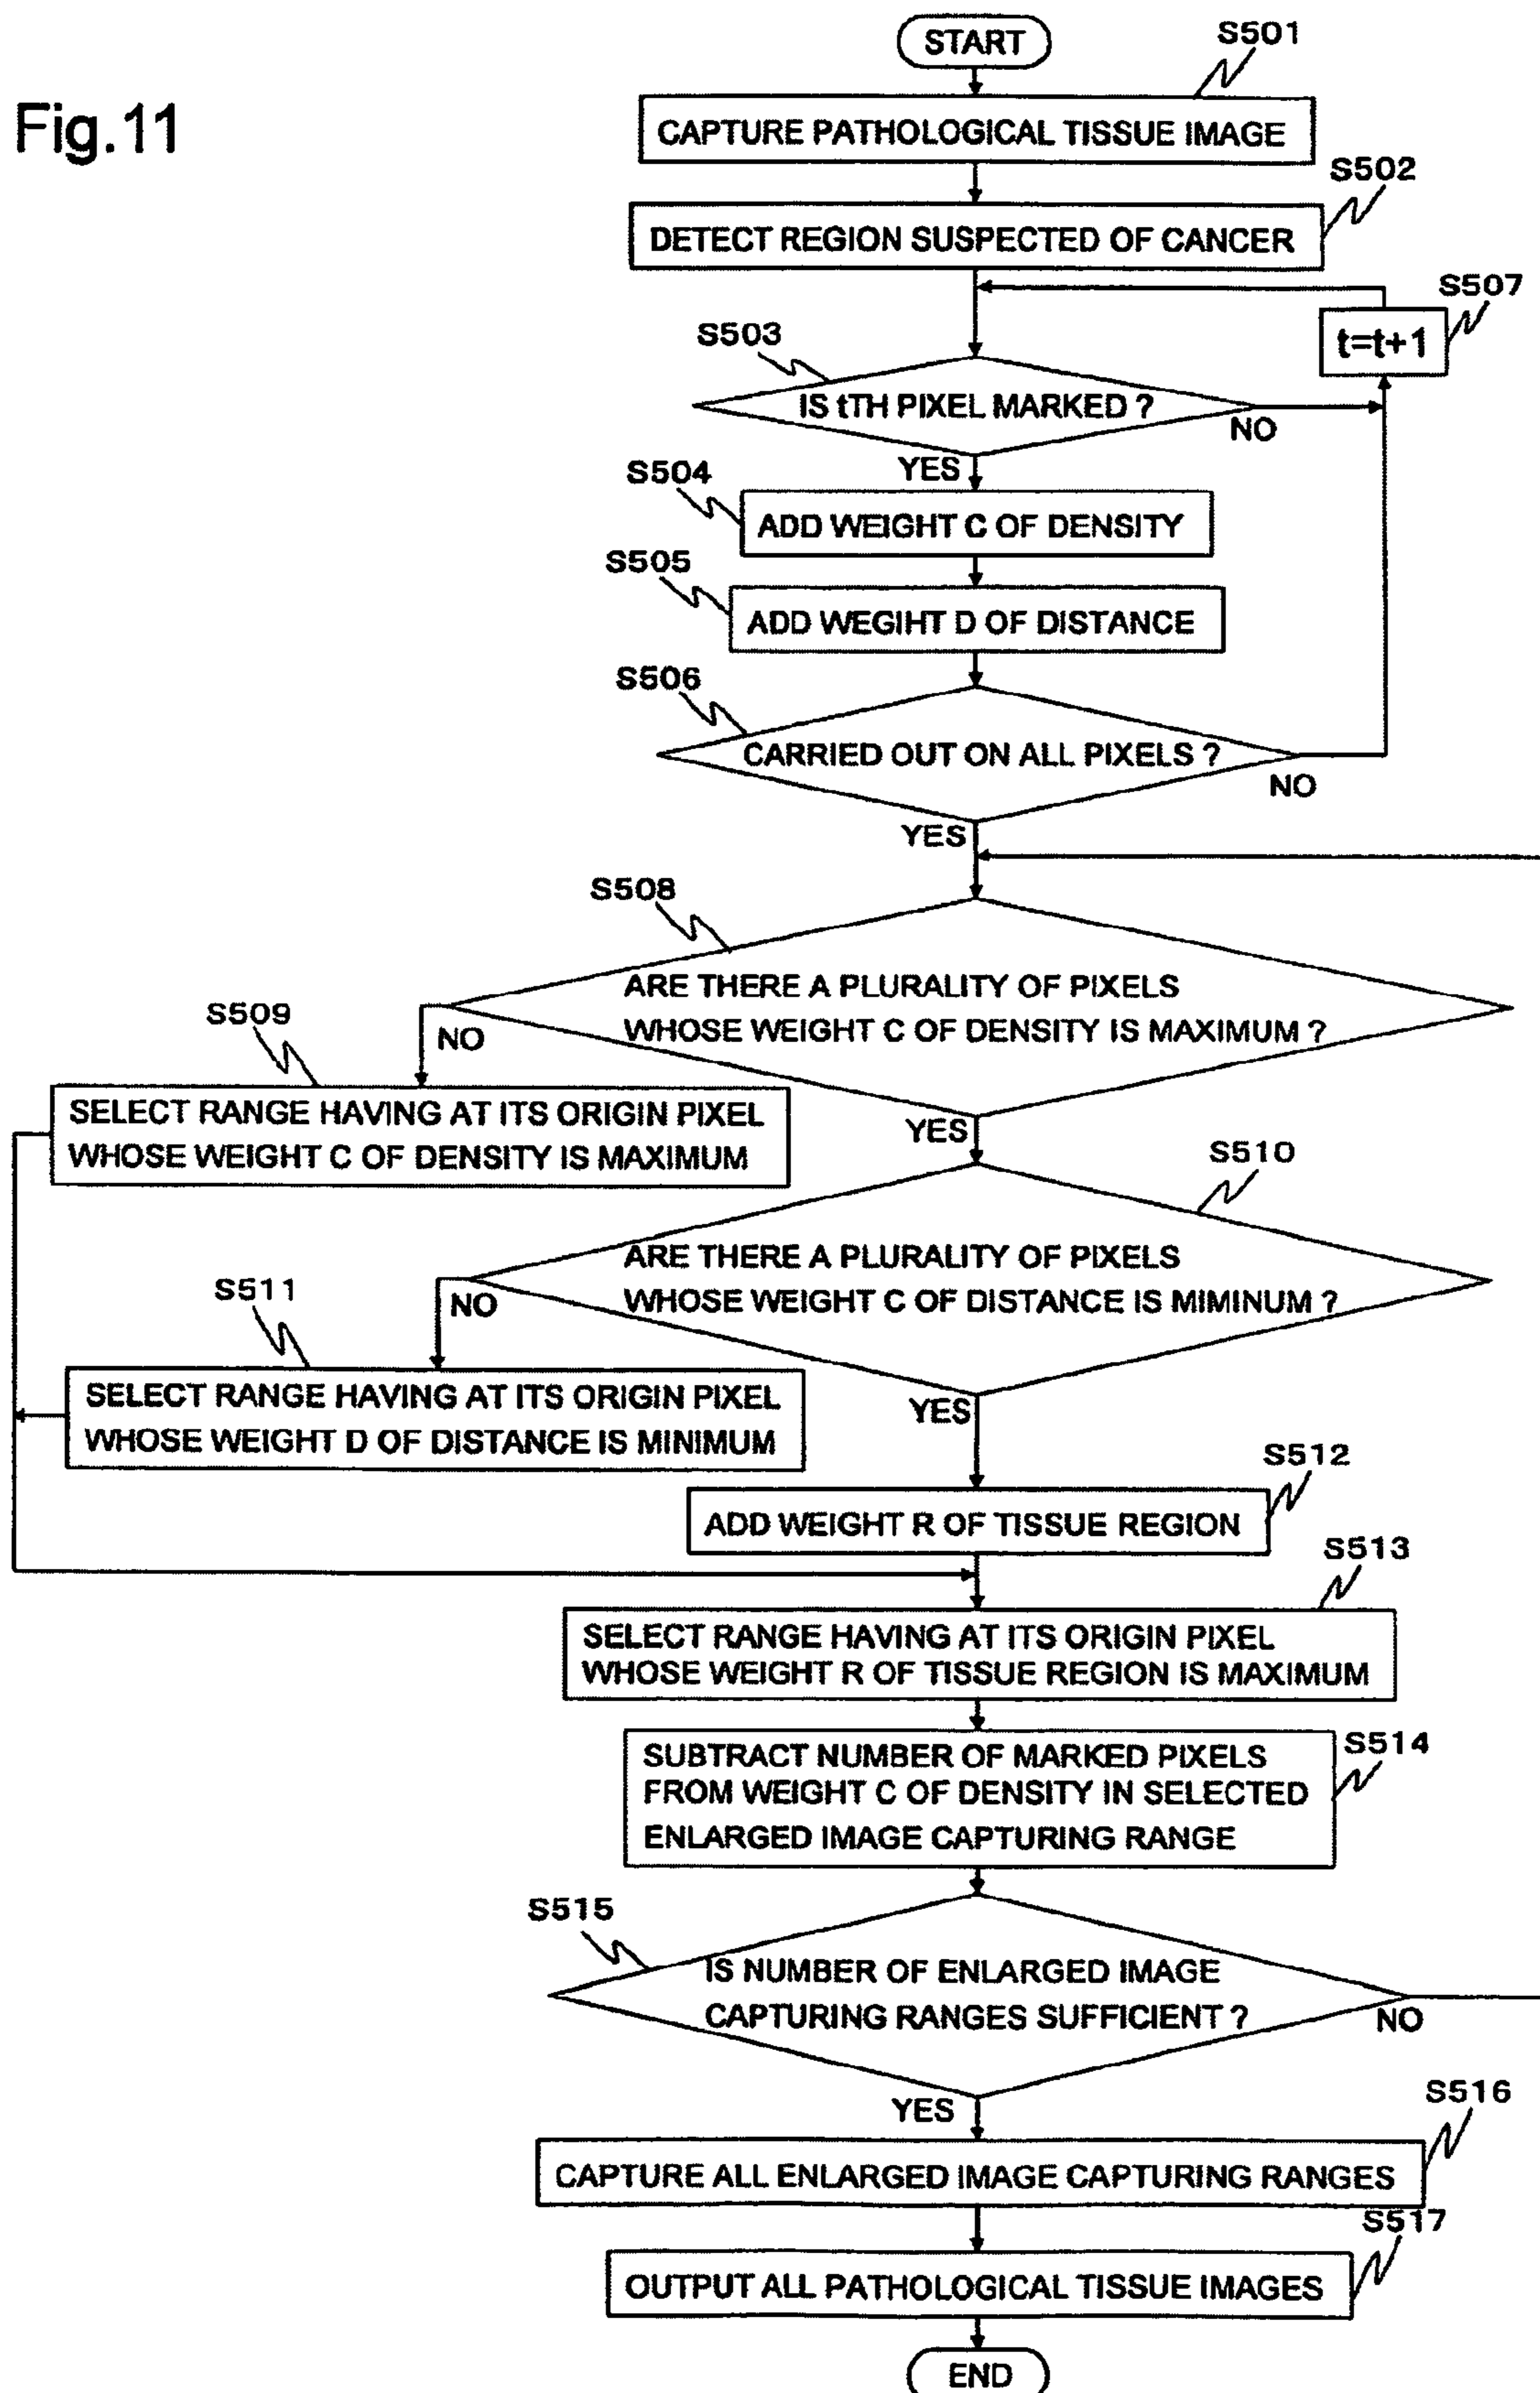 Fig.11
START
S501
CAPTURE PATHOLOGICAL TISSUE IMAGE
S502
DETECT REGION SUSPECTED OF CANCER
S507
t=t+1
S503
IS tTH PIXEL MARKED ?
NO
YES
S504
ADD WEIGHT C OF DENSITY
S505
ADD WEGIHT D OF DISTANCE
S506
CARRIED OUT ON ALL PIXELS ?
NO
YES
S508
ARE THERE A PLURALITY OF PIXELS
WHOSE WEIGHT C OF DENSITY IS MAXIMUM ?
S509
NO
SELECT RANGE HAVING AT ITS ORIGIN PIXEL
WHOSE WEIGHT C OF DENSITY IS MAXIMUM
YES
S510
ARE THERE A PLURALITY OF PIXELS
WHOSE WEIGHT C OF DISTANCE IS MIMINUM ?
S511
NO
SELECT RANGE HAVING AT ITS ORIGIN PIXEL
WHOSE WEIGHT D OF DISTANCE IS MINIMUM
YES
S512
ADD WEIGHT R OF TISSUE REGION
S513
SELECT RANGE HAVING AT ITS ORIGIN PIXEL
WHOSE WEIGHT R OF TISSUE REGION IS MAXIMUM
S514
SUBTRACT NUMBER OF MARKED PIXELS
FROM WEIGHT C OF DENSITY IN SELECTED
ENLARGED IMAGE CAPTURING RANGE
S515
IS NUMBER OF ENLARGED IMAGE
CAPTURING RANGES SUFFICIENT ?
NO
YES
S516
CAPTURE ALL ENLARGED IMAGE CAPTURING RANGES
S517
OUTPUT ALL PATHOLOGICAL TISSUE IMAGES
END